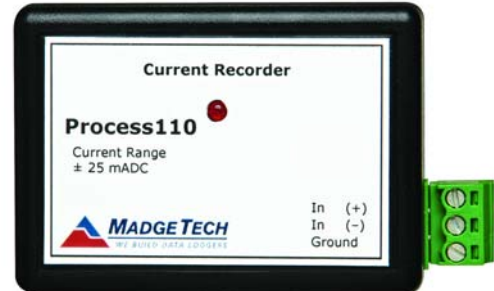 Current Recorder
Process110
Current Range
± 25 mADC
MADGETECH
WE BUILD DATA LOGGERS
In (+)
In (–)
Ground